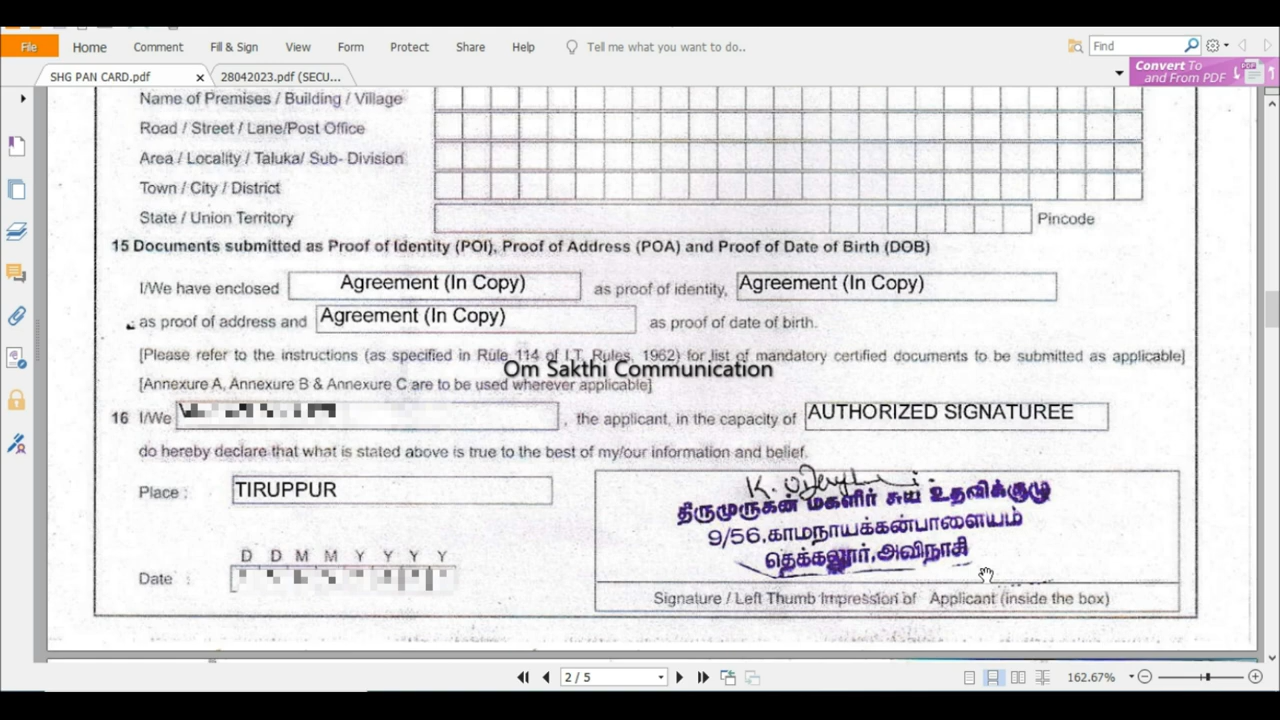 File Home Comment Fill & Sign View Form Protect Share Help Tell me what you want to do.. Find
SHG PAN CARD.pdf 28042023.pdf (SECU...
Convert To
and From PDF
Name of Premises / Building / Village
Road / Street / Lane/Post Office
Area / Locality / Taluka/ Sub- Division
Town / City / District
State / Union Territory Pincode
15 Documents submitted as Proof of Identity (POI), Proof of Address (POA) and Proof of Date of Birth (DOB)
I/We have enclosed Agreement (In Copy) as proof of identity, Agreement (In Copy)
as proof of address and Agreement (In Copy) as proof of date of birth.
[Please refer to the instructions (as specified in Rule 114 of I.T. Rules, 1962) for list of mandatory certified documents to be submitted as applicable]
Om Sakthi Communication
[Annexure A, Annexure B & Annexure C are to be used wherever applicable]
16 I/We , the applicant, in the capacity of AUTHORIZED SIGNATUREE
do hereby declare that what is stated above is true to the best of my/our information and belief.
Place : TIRUPPUR
K.
திருமுருகன் மகளிர் சுய உதவிக்குழு
9/56,காமநாயக்கன்பாளையம்
தெக்கலூர்,அவிநாசி
D D M M Y Y Y Y
Date :
Signature / Left Thumb Impression of Applicant (inside the box)
2 / 5 162.67%